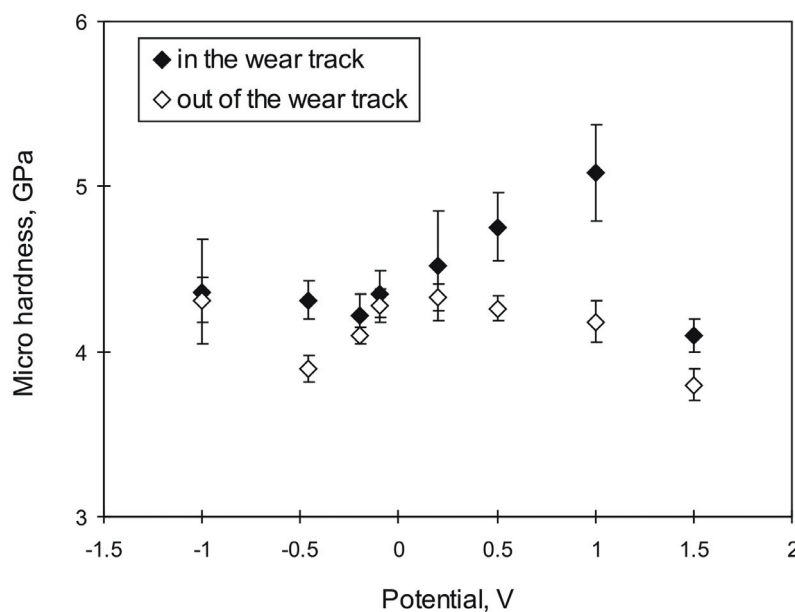 6
in the wear track
out of the wear track
5
4
3
Micro hardness, GPa
-1.5 -1 -0.5 0 0.5 1 1.5 2
Potential, V